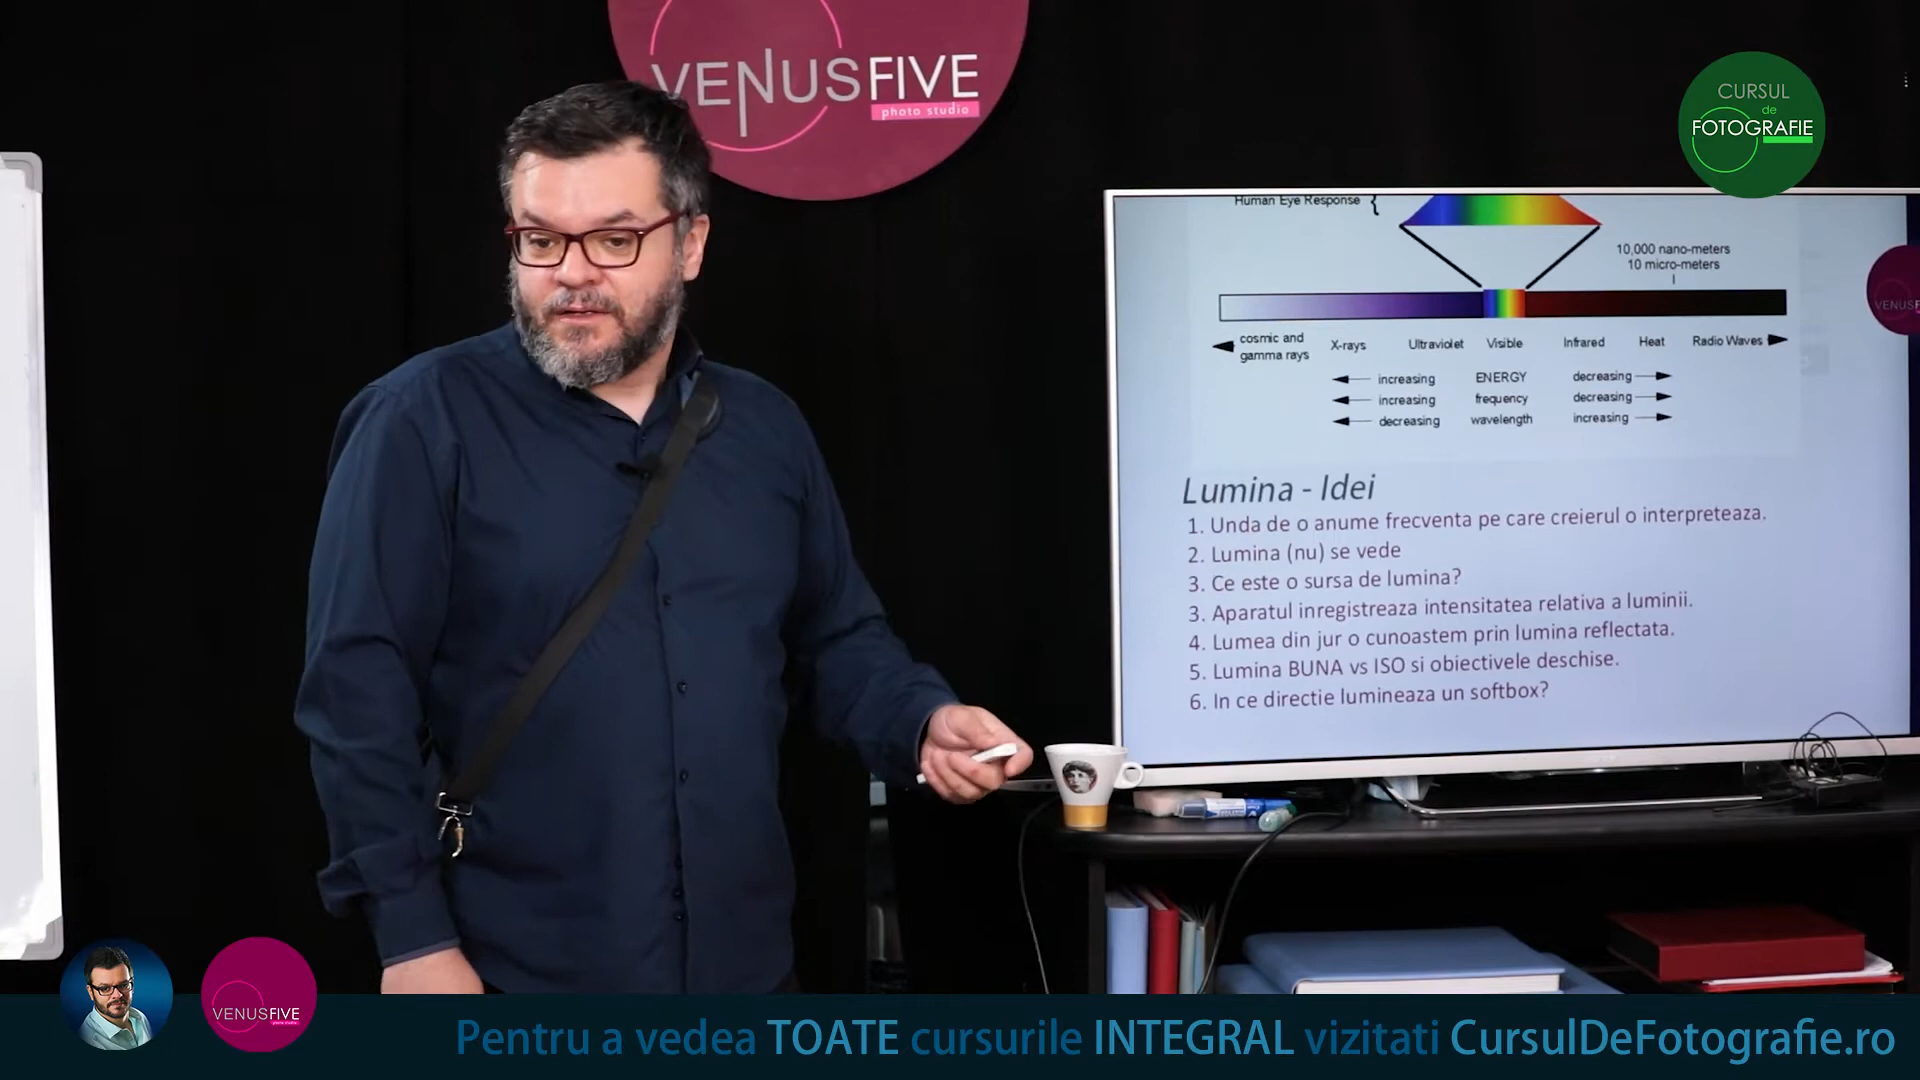 VENUSFIVE
photo studio
CURSUL
de
FOTOGRAFIE
Human Eye Response {
10,000 nano-meters
10 micro-meters
cosmic and
gamma rays
X-rays Ultraviolet Visible Infrared Heat Radio Waves
increasing ENERGY decreasing
increasing frequency decreasing
decreasing wavelength increasing
Lumina - Idei
1. Unda de o anume frecventa pe care creierul o interpreteaza.
2. Lumina (nu) se vede
3. Ce este o sursa de lumina?
3. Aparatul inregistreaza intensitatea relativa a luminii.
4. Lumea din jur o cunoastem prin lumina reflectata.
5. Lumina BUNA vs ISO si obiectivele deschise.
6. In ce directie lumineaza un softbox?
VENUSF
VENUSFIVE
photo studio
Pentru a vedea TOATE cursurile INTEGRAL vizitati CursulDeFotografie.ro